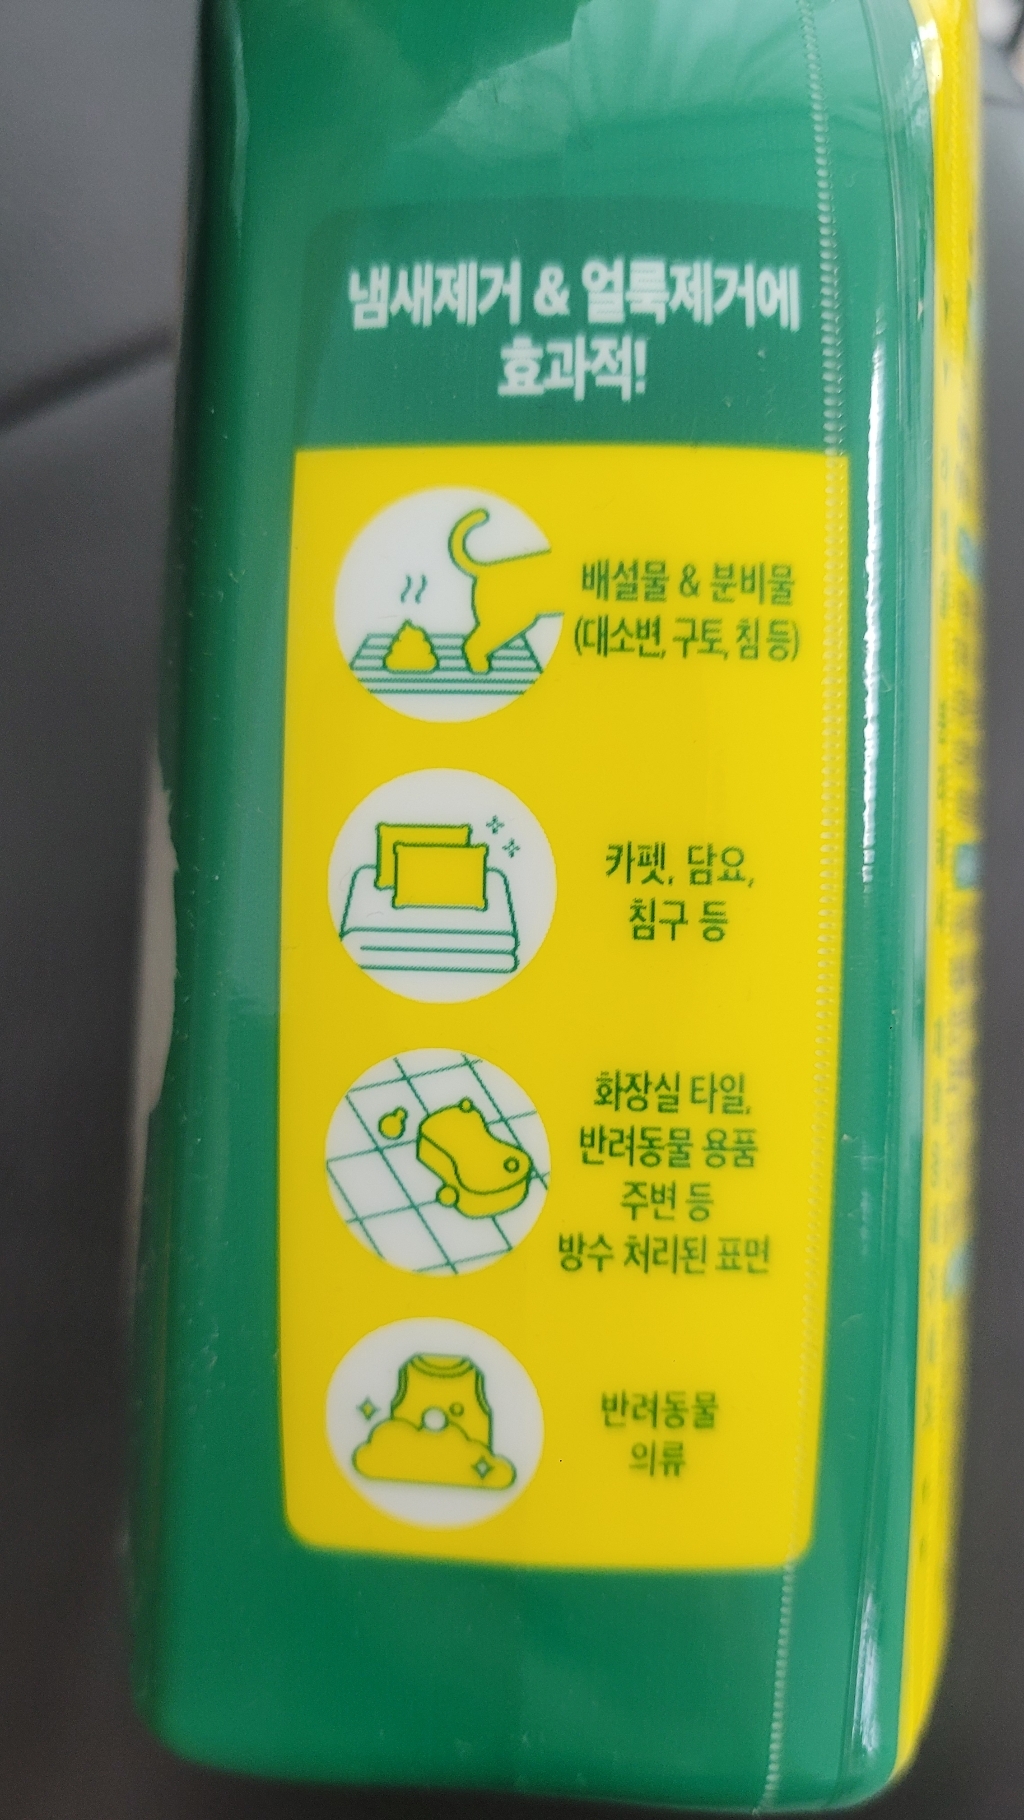 냄새제거 & 얼룩제거에
효과적!
배설물 & 분비물
(대소변, 구토, 침 등)
카펫, 담요,
침구 등
화장실 타일,
반려동물 용품
주변 등
방수 처리된 표면
반려동물
의류